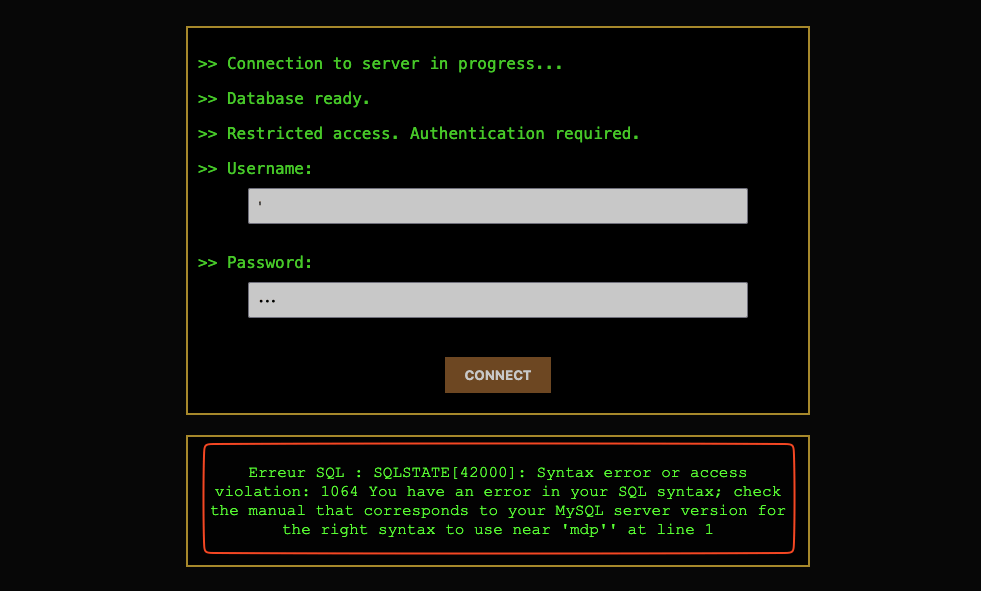 >> Connection to server in progress...
>> Database ready.
>> Restricted access. Authentication required.
>> Username:
'
>> Password:
•••
CONNECT
Erreur SQL : SQLSTATE[42000]: Syntax error or access
violation: 1064 You have an error in your SQL syntax; check
the manual that corresponds to your MySQL server version for
the right syntax to use near 'mdp'' at line 1